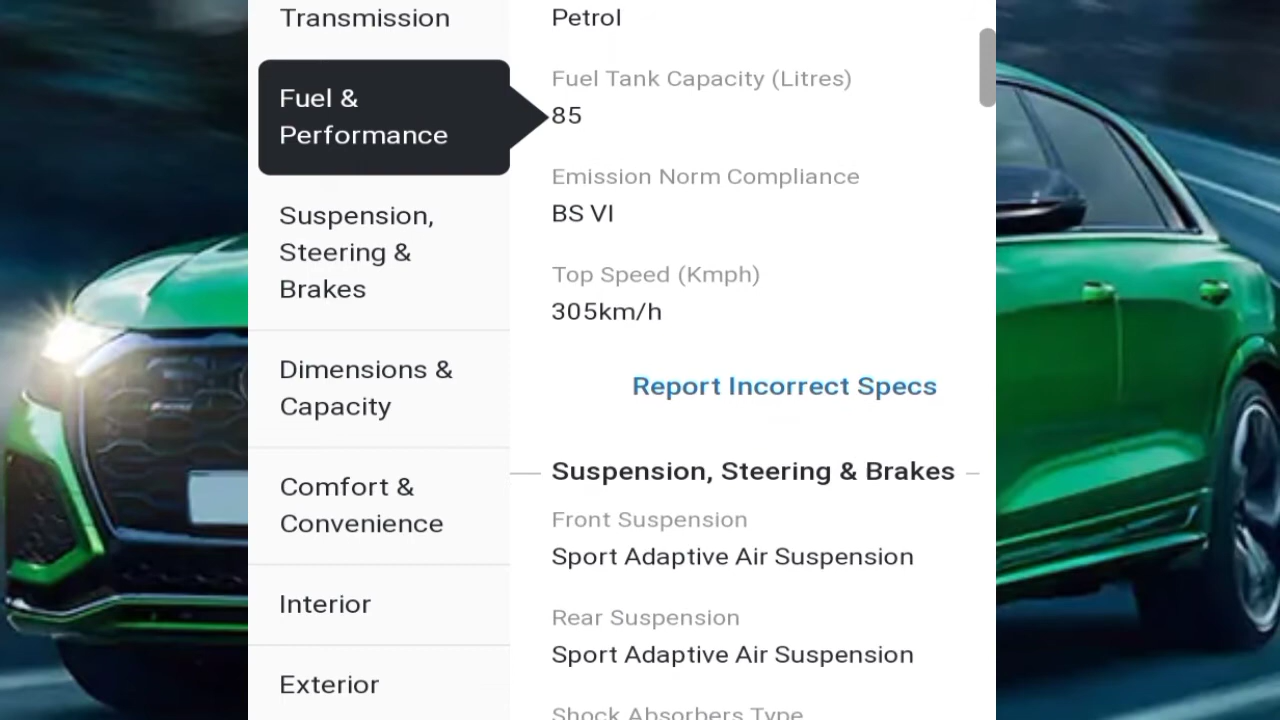 Transmission
Fuel &
Performance
Suspension,
Steering &
Brakes
Dimensions &
Capacity
Comfort &
Convenience
Interior
Exterior
Petrol
Fuel Tank Capacity (Litres)
85
Emission Norm Compliance
BS VI
Top Speed (Kmph)
305km/h
Report Incorrect Specs
Suspension, Steering & Brakes
Front Suspension
Sport Adaptive Air Suspension
Rear Suspension
Sport Adaptive Air Suspension
Shock Absorbers Type